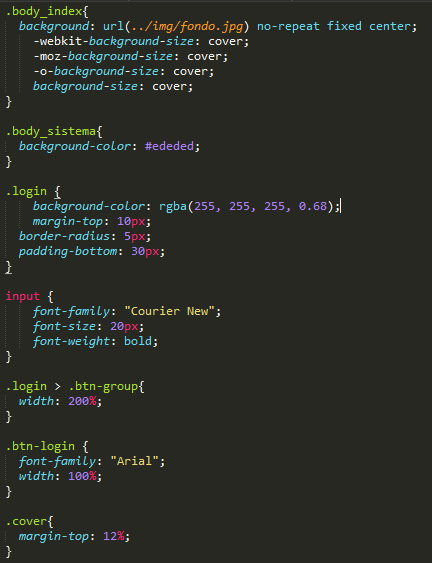 .body_index{
background: url(../img/fondo.jpg) no-repeat fixed center;
-webkit-background-size: cover;
-moz-background-size: cover;
-o-background-size: cover;
background-size: cover;
}
.body_sistema{
background-color: #ededed;
}
.login {
background-color: rgba(255, 255, 255, 0.68);
margin-top: 10px;
border-radius: 5px;
padding-bottom: 30px;
}
input {
font-family: "Courier New";
font-size: 20px;
font-weight: bold;
}
.login > .btn-group{
width: 200%;
}
.btn-login {
font-family: "Arial";
width: 100%;
}
.cover{
margin-top: 12%;
}